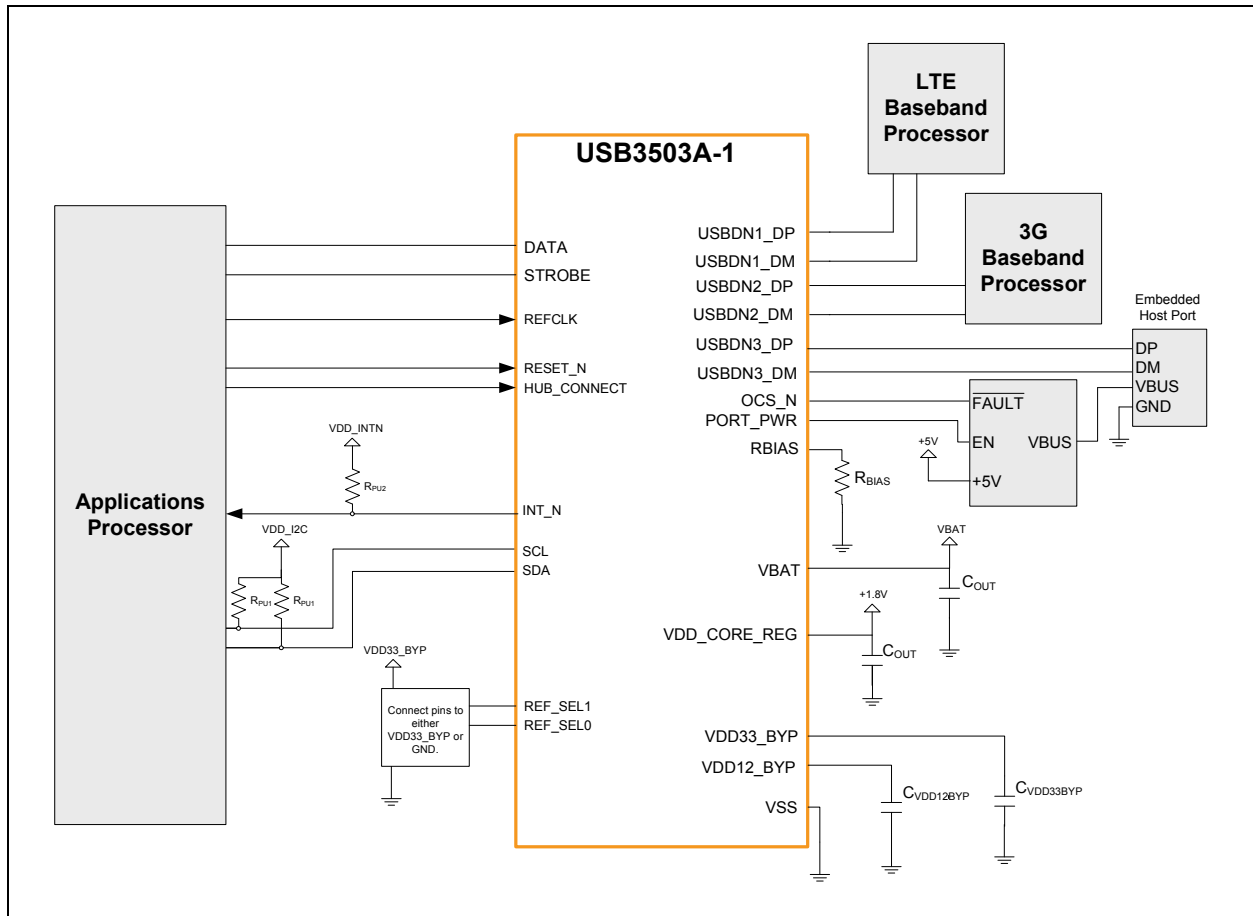 LTE
Baseband
Processor
USB3503A-1
3G
Baseband
Processor
Embedded
Host Port
Applications
Processor
DATA
STROBE
REFCLK
RESET_N
HUB_CONNECT
VDD_INTN
RPU2
INT_N
VDD_I2C
SCL
SDA
RPU1
RPU1
VDD33_BYP
Connect pins to
either
VDD33_BYP or
GND.
REF_SEL1
REF_SEL0
USBDN1_DP
USBDN1_DM
USBDN2_DP
USBDN2_DM
USBDN3_DP
USBDN3_DM
OCS_N
PORT_PWR
RBIAS
RBIAS
DP
DM
VBUS
GND
FAULT
EN
VBUS
+5V
+5V
VBAT
VBAT
COUT
+1.8V
VDD_CORE_REG
COUT
VDD33_BYP
VDD12_BYP
CVDD12BYP
CVDD33BYP
VSS